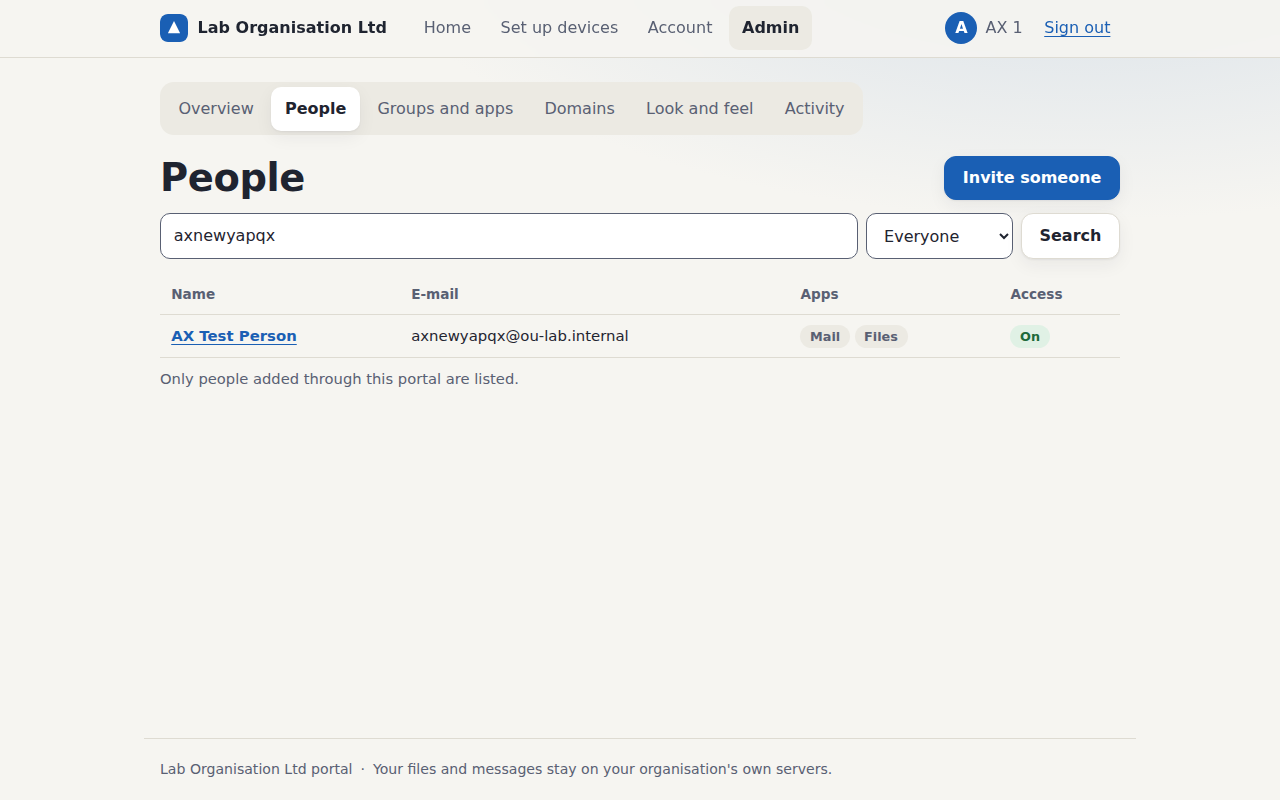 Lab Organisation Ltd Home Set up devices Account Admin A AX 1 Sign out
Overview People Groups and apps Domains Look and feel Activity
People Invite someone
axnewyapqx Everyone Search
Name E-mail Apps Access
AX Test Person axnewyapqx@ou-lab.internal Mail Files On
Only people added through this portal are listed.
Lab Organisation Ltd portal · Your files and messages stay on your organisation's own servers.